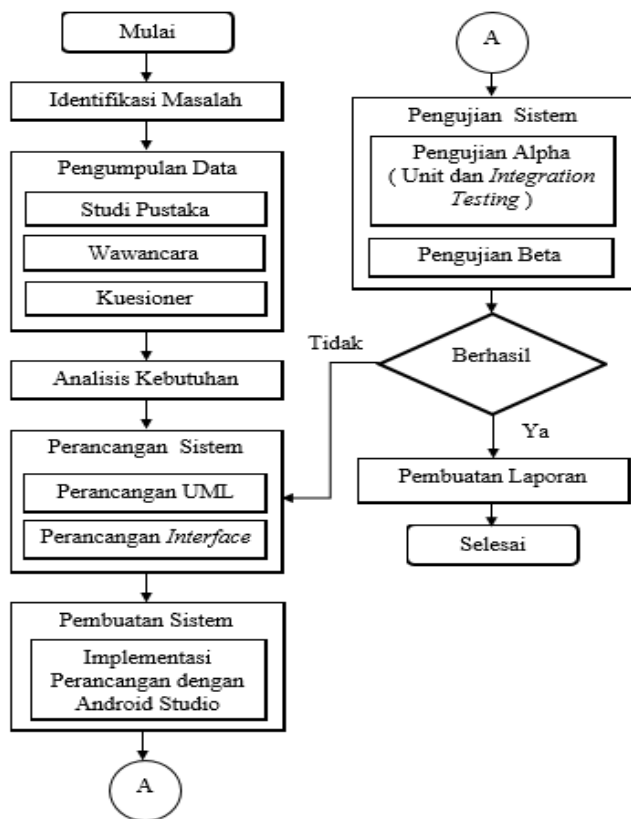 Mulai
Identifikasi Masalah
Pengumpulan Data
Studi Pustaka
Wawancara
Kuesioner
Analisis Kebutuhan
Perancangan  Sistem
Perancangan UML
Perancangan Interface
Pembuatan Sistem
Implementasi
Perancangan dengan
Android Studio
A
A
Pengujian  Sistem
Pengujian Alpha
( Unit dan Integration
Testing )
Pengujian Beta
Berhasil
Tidak
Ya
Pembuatan Laporan
Selesai